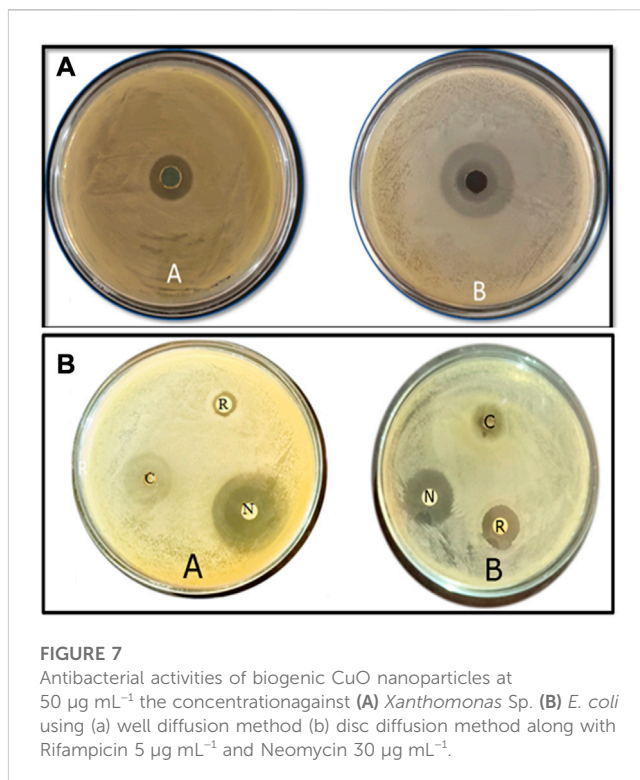 A
A
B
B
R
C
N
A
C
N
R
B
FIGURE 7
Antibacterial activities of biogenic CuO nanoparticles at
50 µg mL⁻¹ the concentrationagainst (A) Xanthomonas Sp. (B) E. coli
using (a) well diffusion method (b) disc diffusion method along with
Rifampicin 5 µg mL⁻¹ and Neomycin 30 µg mL⁻¹.